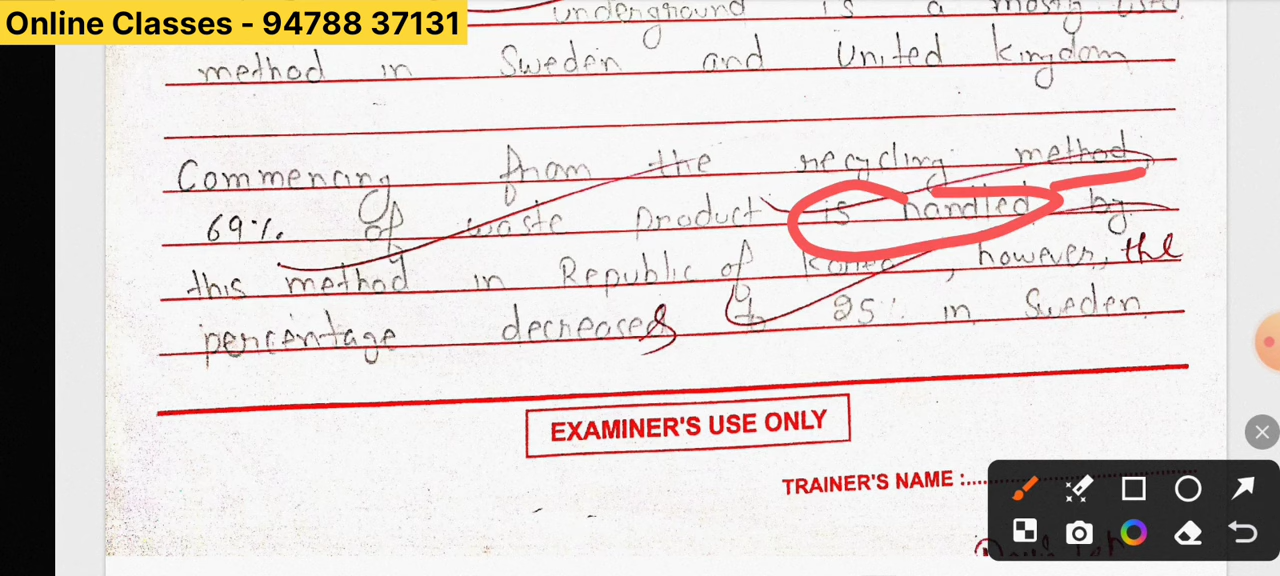 Online Classes - 94788 37131
underground is a mostly used
method in Sweden and United kingdom
Commencing from the recycling method,
69% of waste product is handled by
this method in Republic of Korea, however, the
percentage decreases to 25% in Sweden.
EXAMINER'S USE ONLY
TRAINER'S NAME :